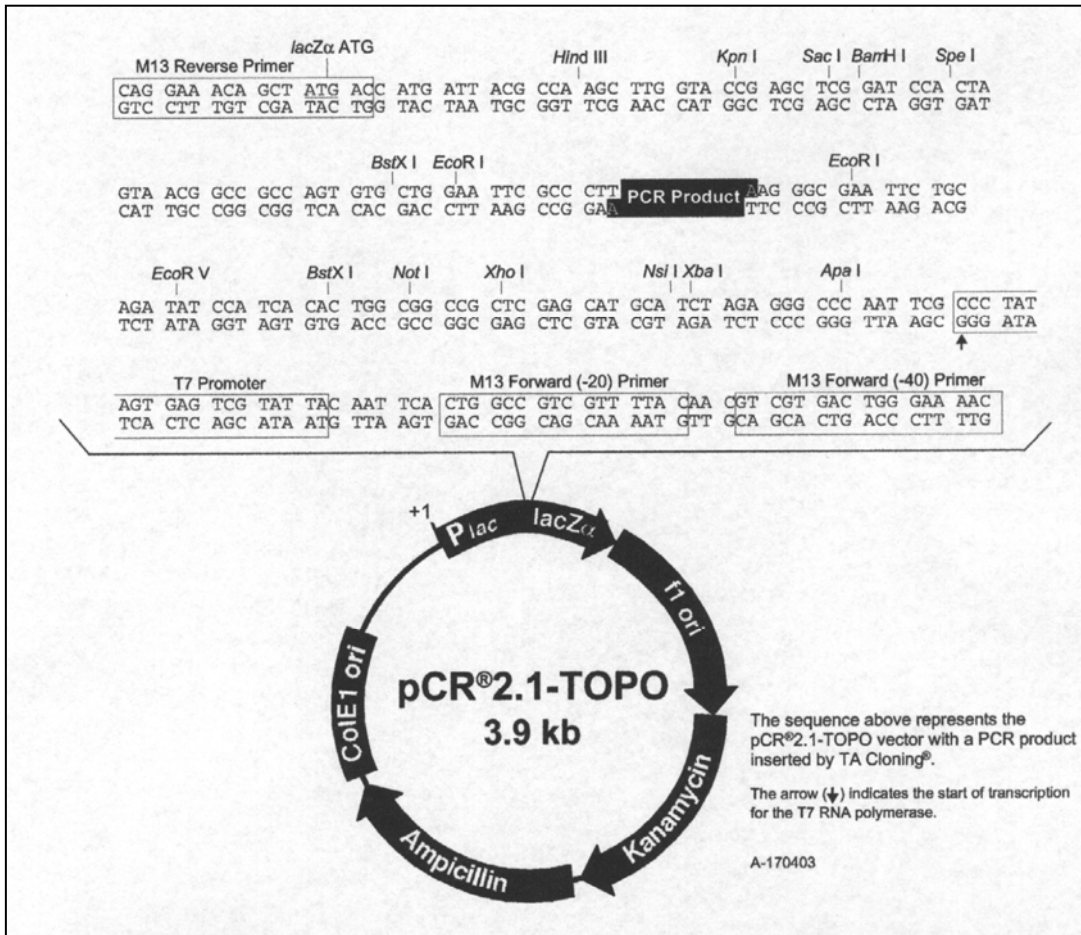 lacZα ATG
M13 Reverse Primer HindIII KpnI SacI BamHI SpeI
CAG GAA ACA GCT ATG ACC ATG ATT ACG CCA AGC TTG GTA CCG AGC TCG GAT CCA CTA
GTC CTT TGT CGA TACTGG TAC TAA TGC GGT TCG AAC CAT GGC TCG AGC CTA GGT GAT
BstX I EcoR I EcoR I
GTA ACG GCC GCC AGT GTG CTG GAA TTC GCC CTT PCR Product AAG GGC GAA TTC TGC
CAT TGC CGG CGG TCA CAC GAC CTT AAG CCG GAA TTC CCG CTT AAG ACG
EcoR V BstX I Not I Xho I Nsi I Xba I Apa I
AGA TAT CCA TCA CAC TGG CGG CCG CTC GAG CAT GCA TCT AGA GGG CCC AAT TCG CCC TAT
TCT ATA GGT AGT GTG ACC GCC GGC GAG CTC GTA CGT AGA TCT CCC GGG TTA AGC GGG ATA
T7 Promoter M13 Forward (-20) Primer M13 Forward (-40) Primer
AGT GAG TCG TAT TAC AAT TCA CTG GCC GTC GTT TTA CAA CGT CGT GAC TGG GAA AAC
TCA CTC AGC ATA ATG TTA AGT GAC CGG CAG CAA AAT GTT GCA GCA CTG ACC CTT TTG
+1
Plac lacZα
f1 ori
ColE1 ori
pCR®2.1-TOPO
3.9 kb
Kanamycin
Ampicillin
The sequence above represents the
pCR®2.1-TOPO vector with a PCR product
inserted by TA Cloning®.
The arrow (↓) indicates the start of transcription
for the T7 RNA polymerase.
A-170403